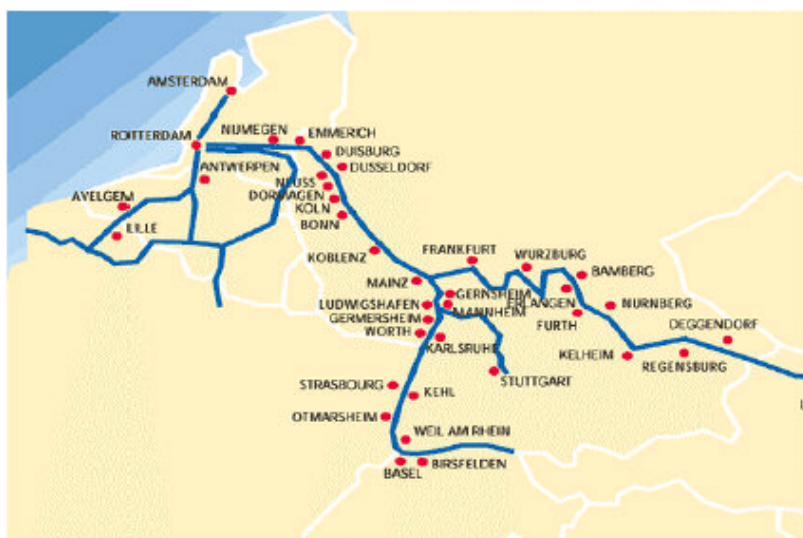 AMSTERDAM
ROTTERDAM
NIJMEGEN
EMMERICH
DUISBURG
DUSSELDORF
ANTWERPEN
NEUSS
DORMAGEN
AVELGEM
KOLN
LILLE
BONN
KOBLENZ
FRANKFURT
WURZBURG
BAMBERG
MAINZ
GERNSHEIM
ERLANGEN
LUDWIGSHAFEN
MANNHEIM
NURNBERG
GERMERSHEIM
FURTH
WORTH
KARLSRUHE
DEGGENDORF
KELHEIM
REGENSBURG
STUTTGART
STRASBOURG
KEHL
OTMARSHEIM
WEIL AM RHEIN
BASEL
BIRSFELDEN